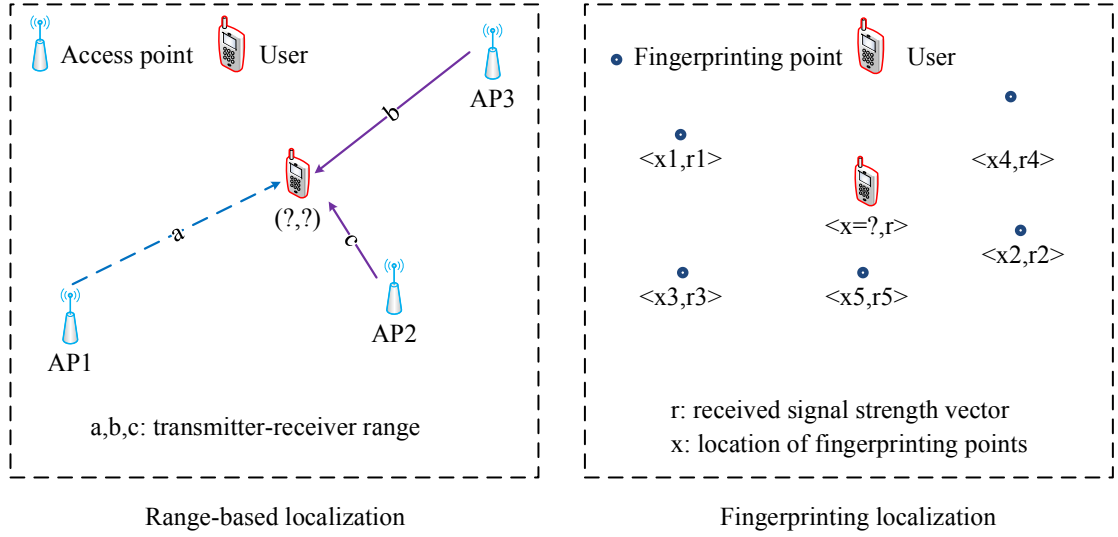 Access point
User
AP3
b
(?,?)
a
c
AP2
AP1
a,b,c: transmitter-receiver range
Range-based localization
Fingerprinting point
User
<x1,r1>
<x4,r4>
<x=?,r>
<x2,r2>
<x3,r3>
<x5,r5>
r: received signal strength vector
x: location of fingerprinting points
Fingerprinting localization